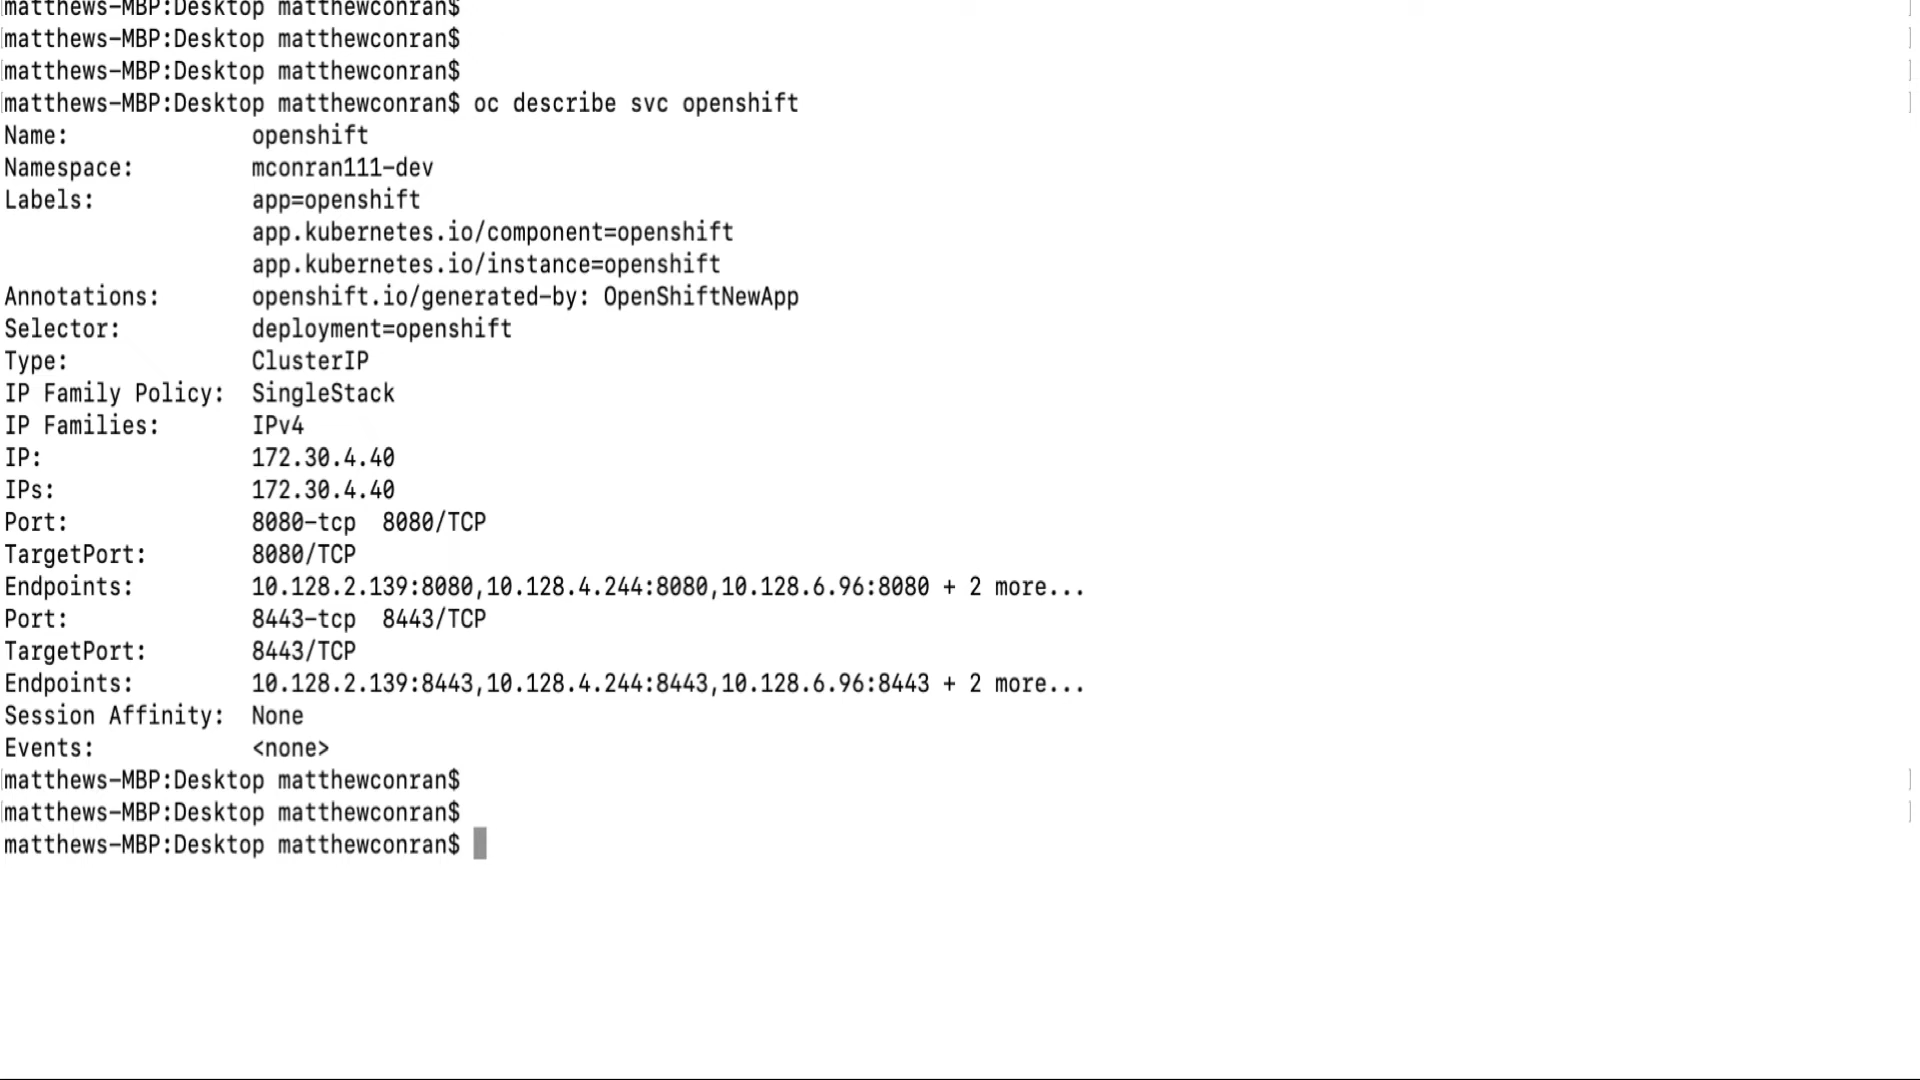 matthews-MBP:Desktop matthewconran$
matthews-MBP:Desktop matthewconran$
matthews-MBP:Desktop matthewconran$
matthews-MBP:Desktop matthewconran$ oc describe svc openshift
Name: openshift
Namespace: mconran111-dev
Labels: app=openshift
app.kubernetes.io/component=openshift
app.kubernetes.io/instance=openshift
Annotations: openshift.io/generated-by: OpenShiftNewApp
Selector: deployment=openshift
Type: ClusterIP
IP Family Policy: SingleStack
IP Families: IPv4
IP: 172.30.4.40
IPs: 172.30.4.40
Port: 8080-tcp 8080/TCP
TargetPort: 8080/TCP
Endpoints: 10.128.2.139:8080,10.128.4.244:8080,10.128.6.96:8080 + 2 more...
Port: 8443-tcp 8443/TCP
TargetPort: 8443/TCP
Endpoints: 10.128.2.139:8443,10.128.4.244:8443,10.128.6.96:8443 + 2 more...
Session Affinity: None
Events: <none>
matthews-MBP:Desktop matthewconran$
matthews-MBP:Desktop matthewconran$
matthews-MBP:Desktop matthewconran$